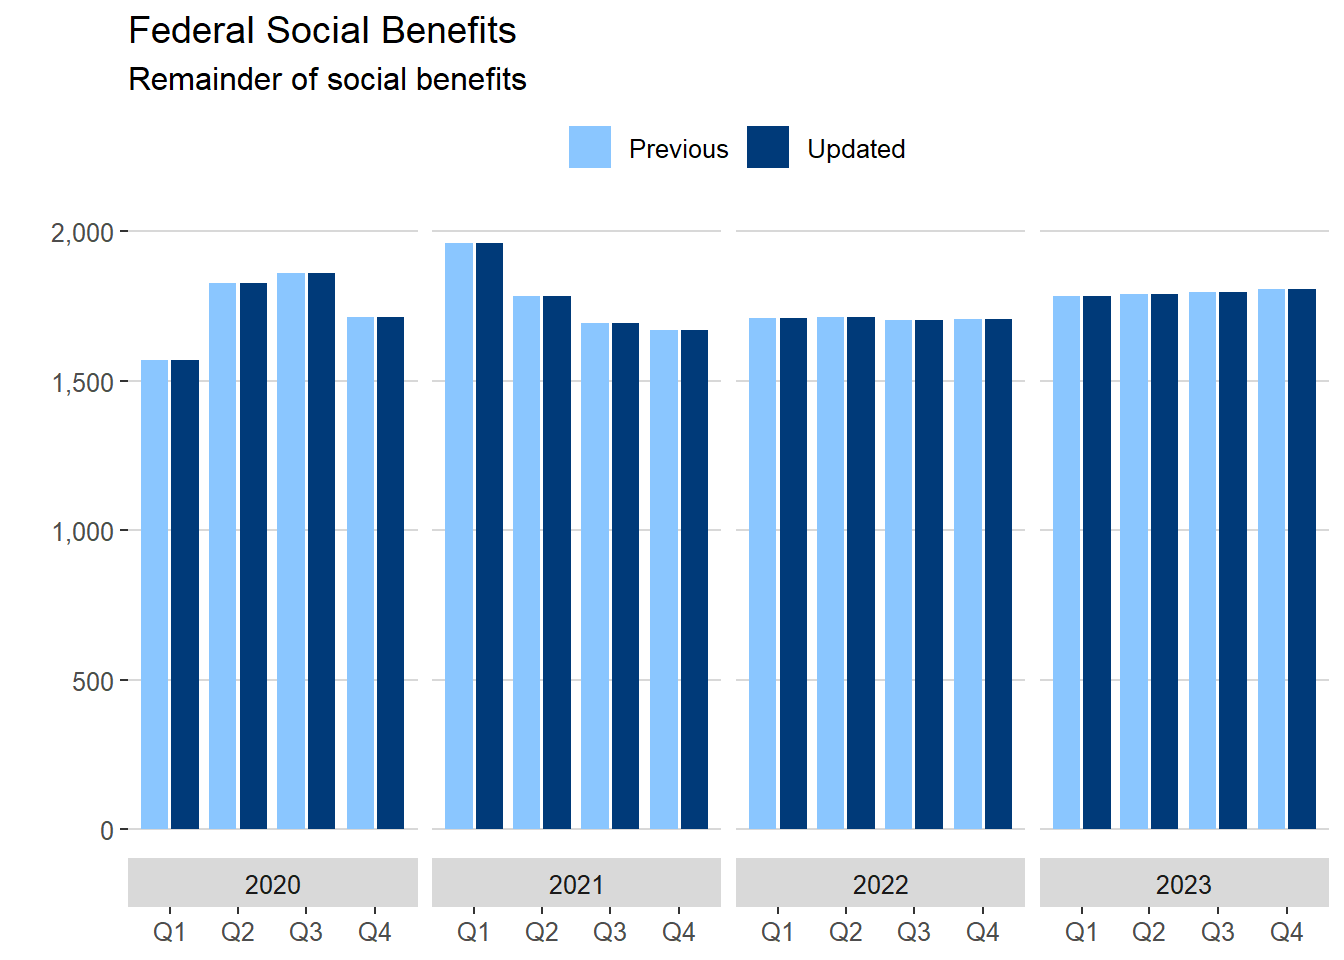 Federal Social Benefits
Remainder of social benefits
Previous Updated
2,000
1,500
1,000
500
0
2020 2021 2022 2023
Q1 Q2 Q3 Q4 Q1 Q2 Q3 Q4 Q1 Q2 Q3 Q4 Q1 Q2 Q3 Q4